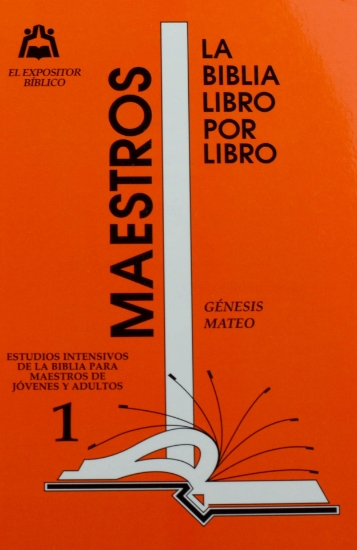 EL EXPOSITOR
BÍBLICO
MAESTROS
LA
BIBLIA
LIBRO
POR
LIBRO
GÉNESIS
MATEO
ESTUDIOS INTENSIVOS
DE LA BIBLIA PARA
MAESTROS DE
JÓVENES Y ADULTOS
1